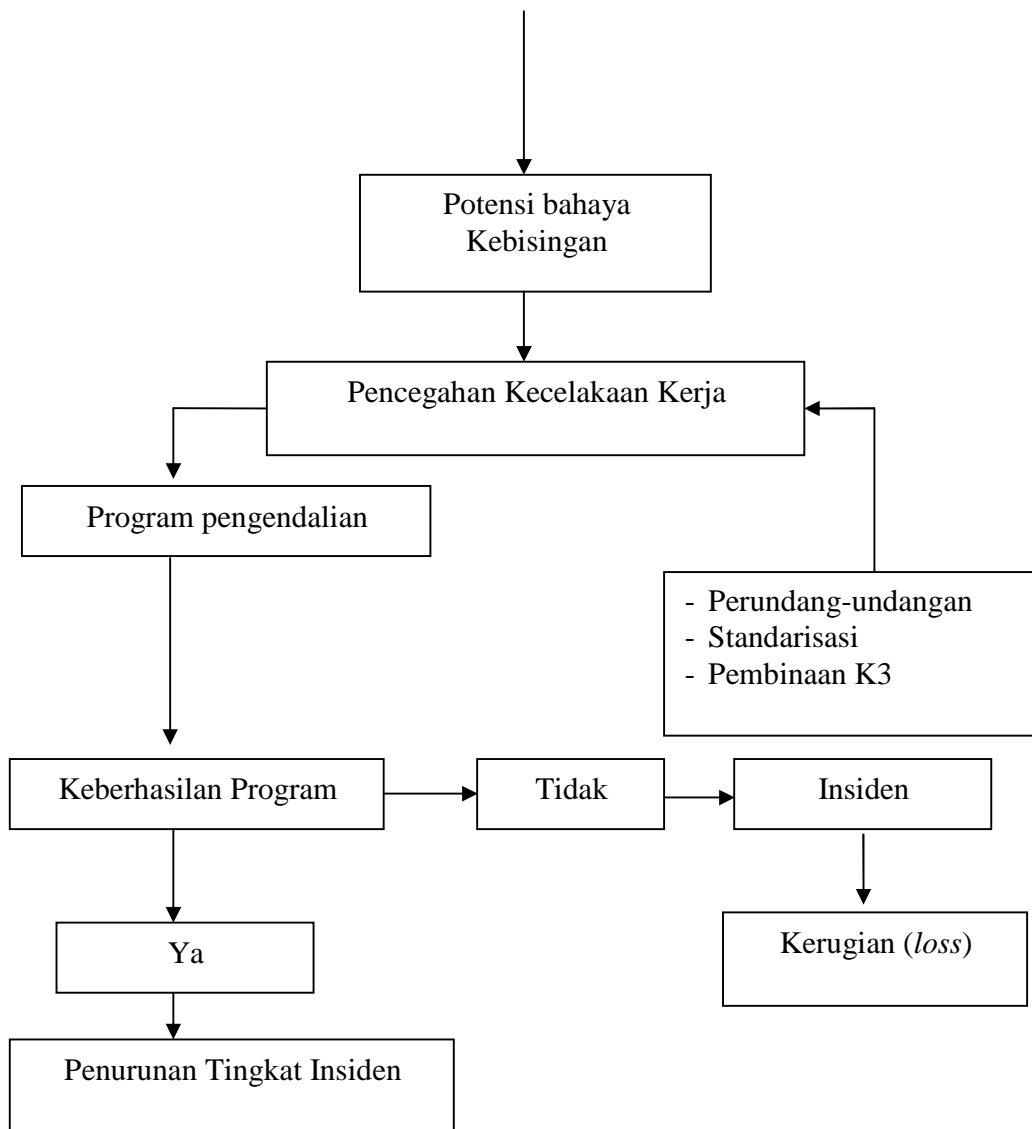 Potensi bahaya
Kebisingan
Pencegahan Kecelakaan Kerja
Program pengendalian
- Perundang-undangan
- Standarisasi
- Pembinaan K3
Keberhasilan Program
Tidak
Insiden
Ya
Kerugian (loss)
Penurunan Tingkat Insiden